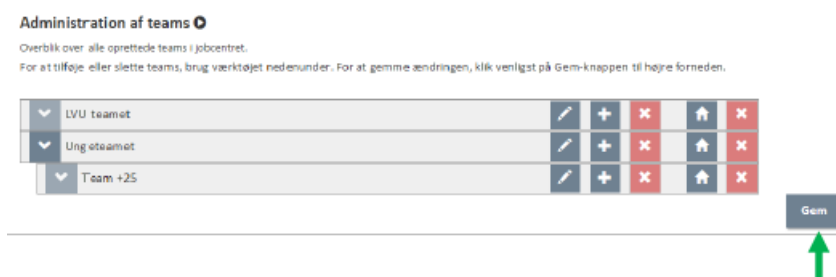 Administration af teams
Overblik over alle oprettede teams i jobcentret.
For at tilføje eller slette teams, brug værktøjet nedenunder. For at gemme ændringen, klik venligst på Gem-knappen til højre forneden.
LVU teamet
Ungeteamet
Team +25
Gem